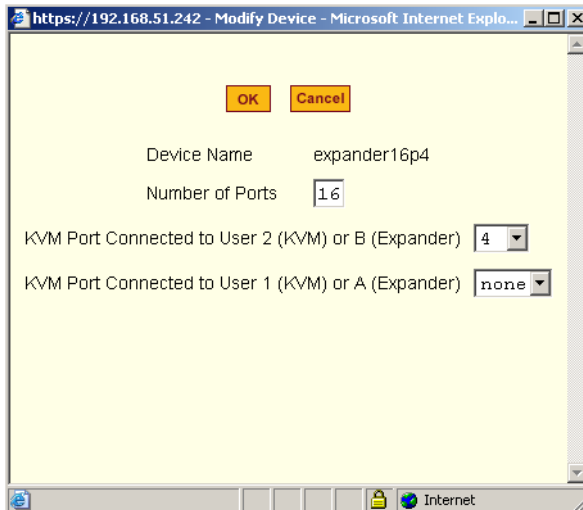 https://192.168.51.242 - Modify Device - Microsoft Internet Explo...
OK Cancel
Device Name expander16p4
Number of Ports 16
KVM Port Connected to User 2 (KVM) or B (Expander) 4
KVM Port Connected to User 1 (KVM) or A (Expander) none
Internet